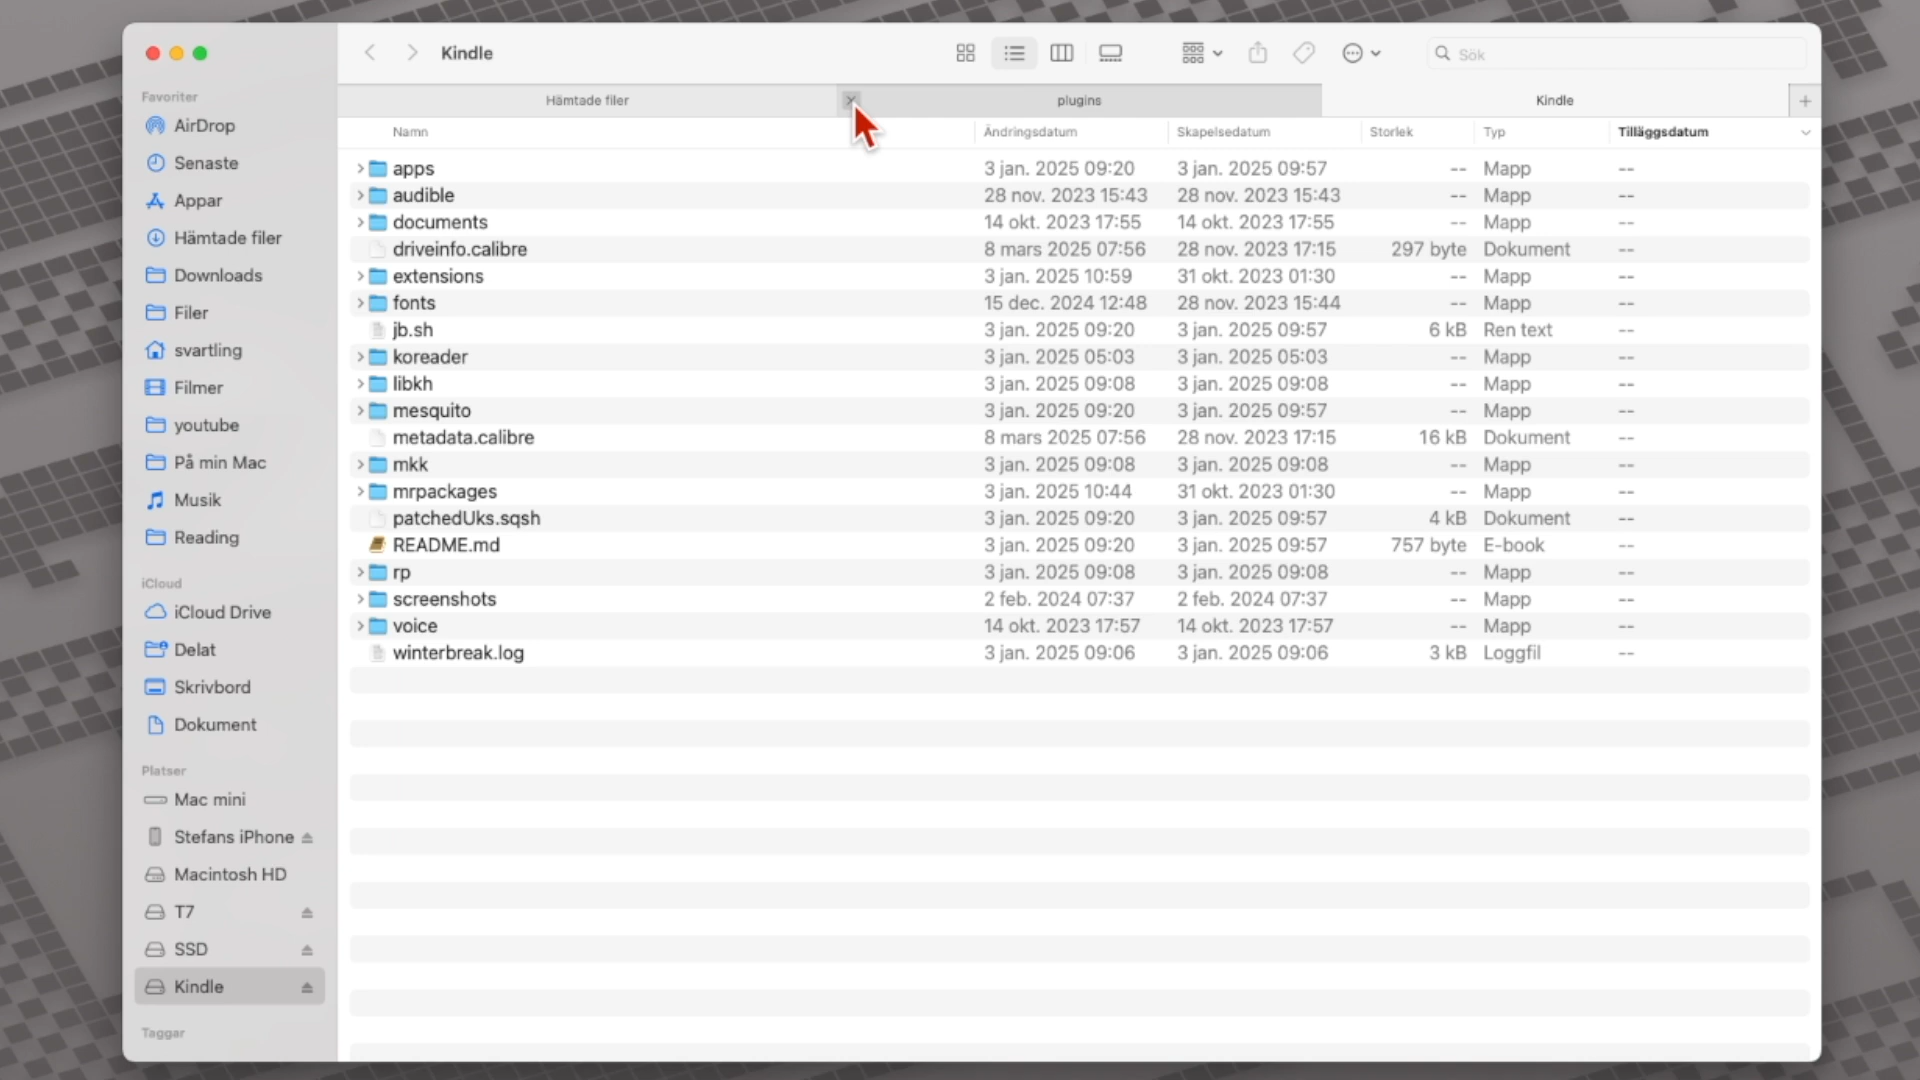 Kindle
Sök
Hämtade filer
plugins
Kindle
Namn Ändringsdatum Skapelsedatum Storlek Typ Tilläggsdatum
apps 3 jan. 2025 09:20 3 jan. 2025 09:57 -- Mapp --
audible 28 nov. 2023 15:43 28 nov. 2023 15:43 -- Mapp --
documents 14 okt. 2023 17:55 14 okt. 2023 17:55 -- Mapp --
driveinfo.calibre 8 mars 2025 07:56 28 nov. 2023 17:15 297 byte Dokument --
extensions 3 jan. 2025 10:59 31 okt. 2023 01:30 -- Mapp --
fonts 15 dec. 2024 12:48 28 nov. 2023 15:44 -- Mapp --
jb.sh 3 jan. 2025 09:20 3 jan. 2025 09:57 6 kB Ren text --
koreader 3 jan. 2025 05:03 3 jan. 2025 05:03 -- Mapp --
libkh 3 jan. 2025 09:08 3 jan. 2025 09:08 -- Mapp --
mesquito 3 jan. 2025 09:20 3 jan. 2025 09:57 -- Mapp --
metadata.calibre 8 mars 2025 07:56 28 nov. 2023 17:15 16 kB Dokument --
mkk 3 jan. 2025 09:08 3 jan. 2025 09:08 -- Mapp --
mrpackages 3 jan. 2025 10:44 31 okt. 2023 01:30 -- Mapp --
patchedUks.sqsh 3 jan. 2025 09:20 3 jan. 2025 09:57 4 kB Dokument --
README.md 3 jan. 2025 09:20 3 jan. 2025 09:57 757 byte E-book --
rp 3 jan. 2025 09:08 3 jan. 2025 09:08 -- Mapp --
screenshots 2 feb. 2024 07:37 2 feb. 2024 07:37 -- Mapp --
voice 14 okt. 2023 17:57 14 okt. 2023 17:57 -- Mapp --
winterbreak.log 3 jan. 2025 09:06 3 jan. 2025 09:06 3 kB Loggfil --
Favoriter
AirDrop
Senaste
Appar
Hämtade filer
Downloads
Filer
svartling
Filmer
youtube
På min Mac
Musik
Reading
iCloud
iCloud Drive
Delat
Skrivbord
Dokument
Platser
Mac mini
Stefans iPhone
Macintosh HD
T7
SSD
Kindle
Taggar